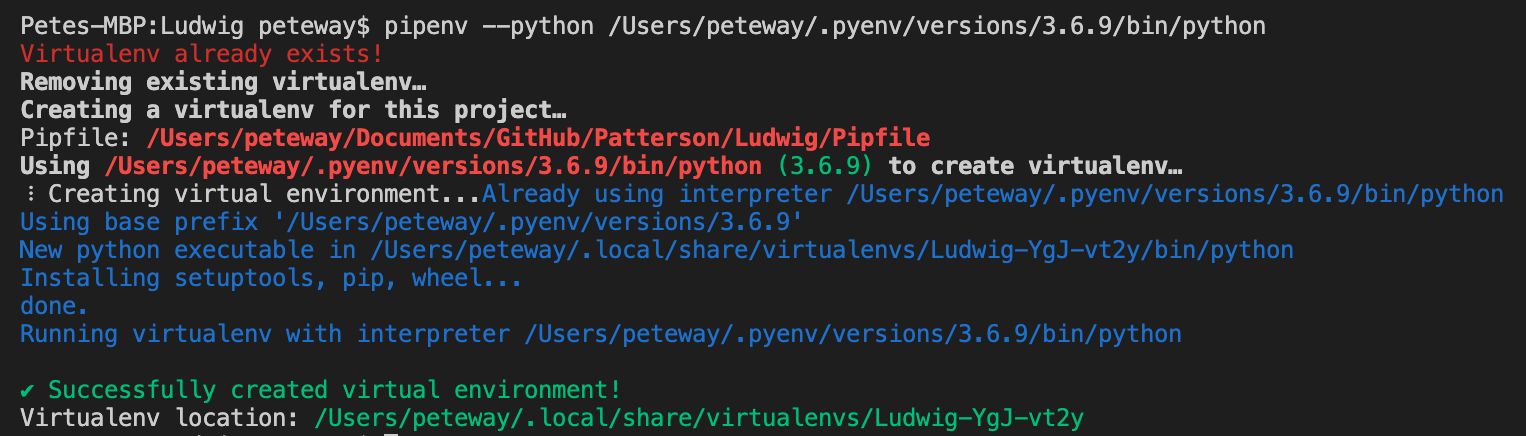 Petes-MBP:Ludwig peteway$ pipenv --python /Users/peteway/.pyenv/versions/3.6.9/bin/python
Virtualenv already exists!
Removing existing virtualenv…
Creating a virtualenv for this project…
Pipfile: /Users/peteway/Documents/GitHub/Patterson/Ludwig/Pipfile
Using /Users/peteway/.pyenv/versions/3.6.9/bin/python (3.6.9) to create virtualenv…
⠸ Creating virtual environment...Already using interpreter /Users/peteway/.pyenv/versions/3.6.9/bin/python
Using base prefix '/Users/peteway/.pyenv/versions/3.6.9'
New python executable in /Users/peteway/.local/share/virtualenvs/Ludwig-YgJ-vt2y/bin/python
Installing setuptools, pip, wheel...
done.
Running virtualenv with interpreter /Users/peteway/.pyenv/versions/3.6.9/bin/python
✔ Successfully created virtual environment!
Virtualenv location: /Users/peteway/.local/share/virtualenvs/Ludwig-YgJ-vt2y